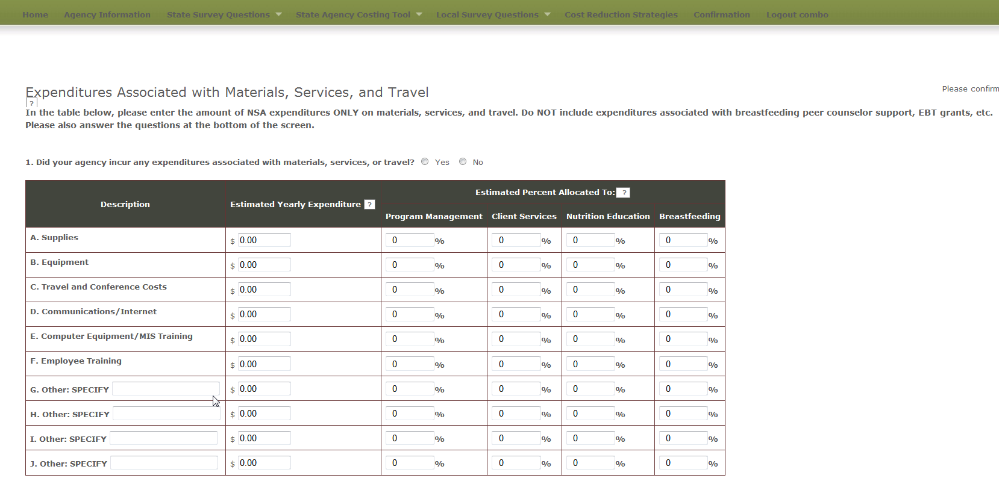 Home Agency Information State Survey Questions State Agency Costing Tool Local Survey Questions Cost Reduction Strategies Confirmation Logout combo
Please confirm
Expenditures Associated with Materials, Services, and Travel
?
In the table below, please enter the amount of NSA expenditures ONLY on materials, services, and travel. Do NOT include expenditures associated with breastfeeding peer counselor support, EBT grants, etc.
Please also answer the questions at the bottom of the screen.
1. Did your agency incur any expenditures associated with materials, services, or travel? Yes No
Description Estimated Yearly Expenditure ? Estimated Percent Allocated To: ?
Program Management Client Services Nutrition Education Breastfeeding
A. Supplies $ 0.00 0 % 0 % 0 % 0 %
B. Equipment $ 0.00 0 % 0 % 0 % 0 %
C. Travel and Conference Costs $ 0.00 0 % 0 % 0 % 0 %
D. Communications/Internet $ 0.00 0 % 0 % 0 % 0 %
E. Computer Equipment/MIS Training $ 0.00 0 % 0 % 0 % 0 %
F. Employee Training $ 0.00 0 % 0 % 0 % 0 %
G. Other: SPECIFY $ 0.00 0 % 0 % 0 % 0 %
H. Other: SPECIFY $ 0.00 0 % 0 % 0 % 0 %
I. Other: SPECIFY $ 0.00 0 % 0 % 0 % 0 %
J. Other: SPECIFY $ 0.00 0 % 0 % 0 % 0 %